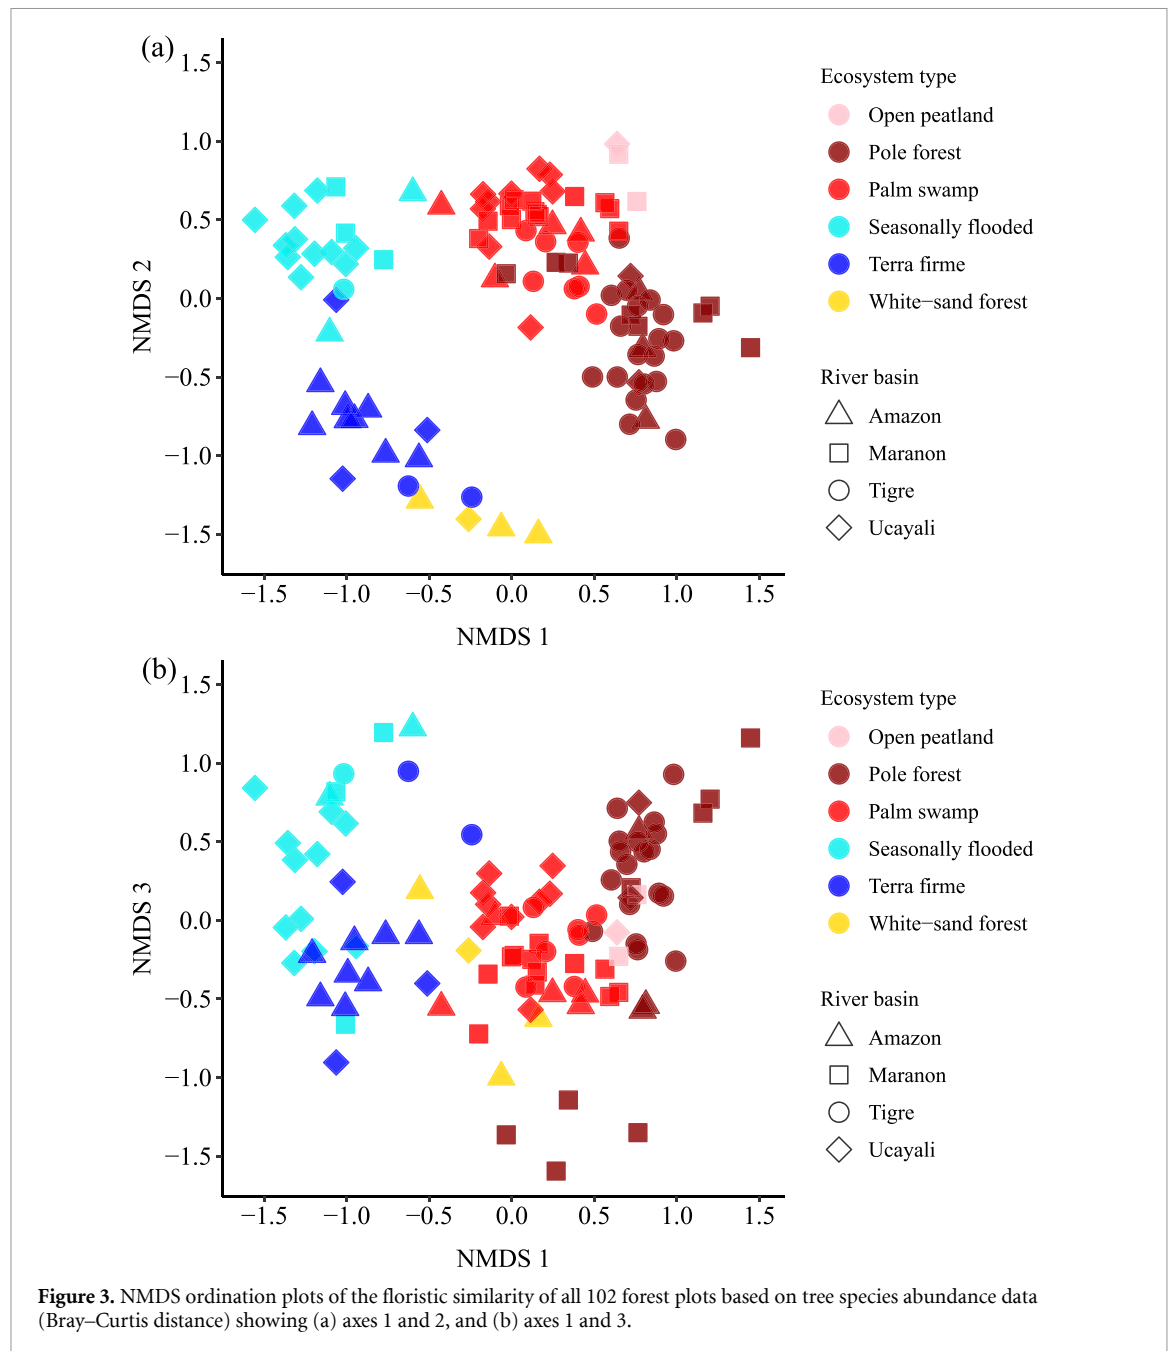 (a)
1.5
1.0
0.5
0.0
−0.5
−1.0
−1.5
NMDS 2
−1.5 −1.0 −0.5 0.0 0.5 1.0 1.5
NMDS 1
Ecosystem type
Open peatland
Pole forest
Palm swamp
Seasonally flooded
Terra firme
White−sand forest
River basin
Amazon
Maranon
Tigre
Ucayali
(b)
1.5
1.0
0.5
0.0
−0.5
−1.0
−1.5
NMDS 3
−1.5 −1.0 −0.5 0.0 0.5 1.0 1.5
NMDS 1
Ecosystem type
Open peatland
Pole forest
Palm swamp
Seasonally flooded
Terra firme
White−sand forest
River basin
Amazon
Maranon
Tigre
Ucayali
Figure 3. NMDS ordination plots of the floristic similarity of all 102 forest plots based on tree species abundance data
(Bray–Curtis distance) showing (a) axes 1 and 2, and (b) axes 1 and 3.